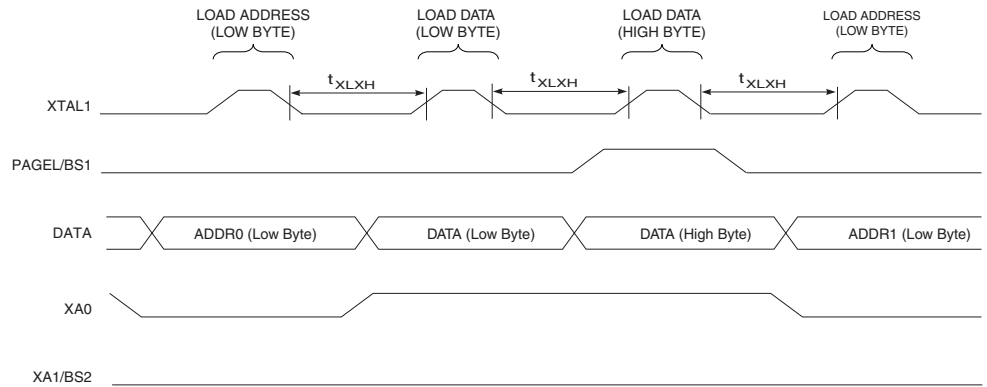 LOAD ADDRESS
(LOW BYTE)
LOAD DATA
(LOW BYTE)
LOAD DATA
(HIGH BYTE)
LOAD ADDRESS
(LOW BYTE)
tXLXH
tXLXH
tXLXH
XTAL1
PAGEL/BS1
DATA
ADDR0 (Low Byte)
DATA (Low Byte)
DATA (High Byte)
ADDR1 (Low Byte)
XA0
XA1/BS2